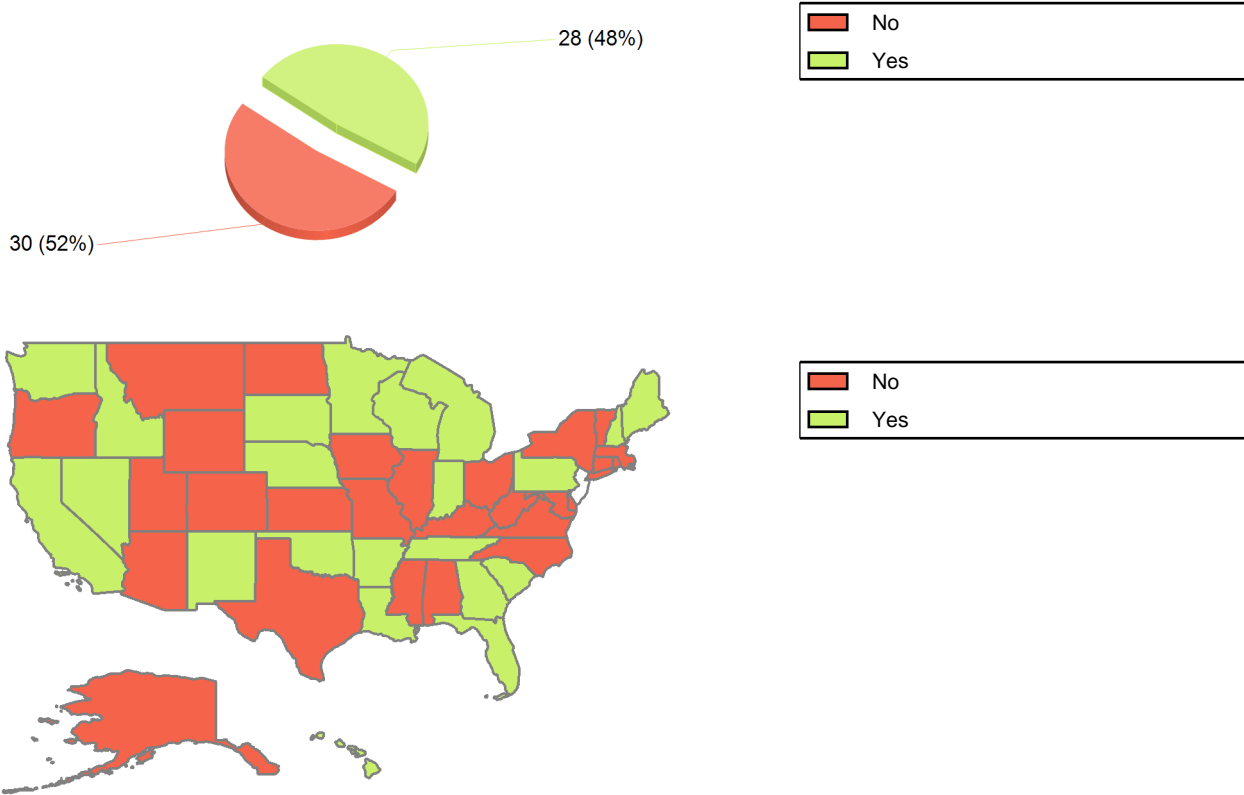 No
Yes
28 (48%)
30 (52%)
No
Yes